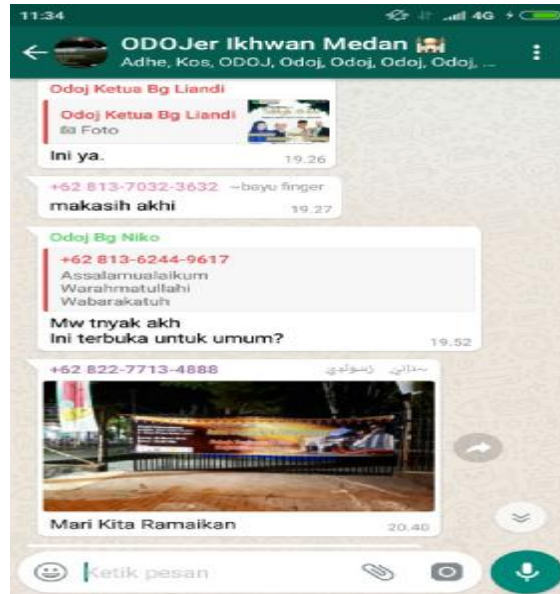 11:34
4G
ODOJer Ikhwan Medan
Adhe, Kos, ODOJ, Odoj, Odoj, Odoj, Odoj, ...
Odoj Ketua Bg Liandi
Odoj Ketua Bg Liandi
Foto
Ini ya.
19.26
+62 813-7032-3632 ~bayu finger
makasih akhi
19.27
Odoj Bg Niko
+62 813-6244-9617
Assalamualaikum
Warahmatullahi
Wabarakatuh
Mw tnyak akh
Ini terbuka untuk umum?
19.52
+62 822-7713-4888
Mari Kita Ramaikan
20.40
Ketik pesan